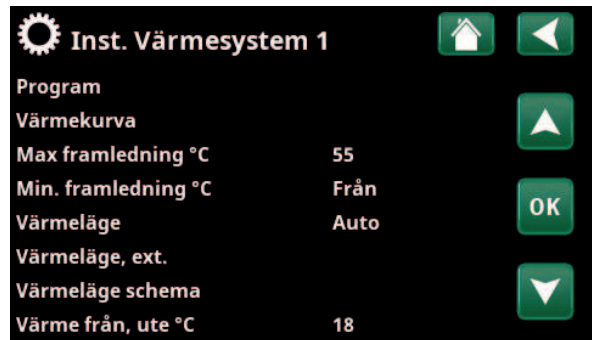 Inst. Värmesystem 1
Program
Värmekurva
Max framledning °C 55
Min. framledning °C Från
Värmeläge Auto
OK
Värmeläge, ext.
Värmeläge schema
Värme från, ute °C 18